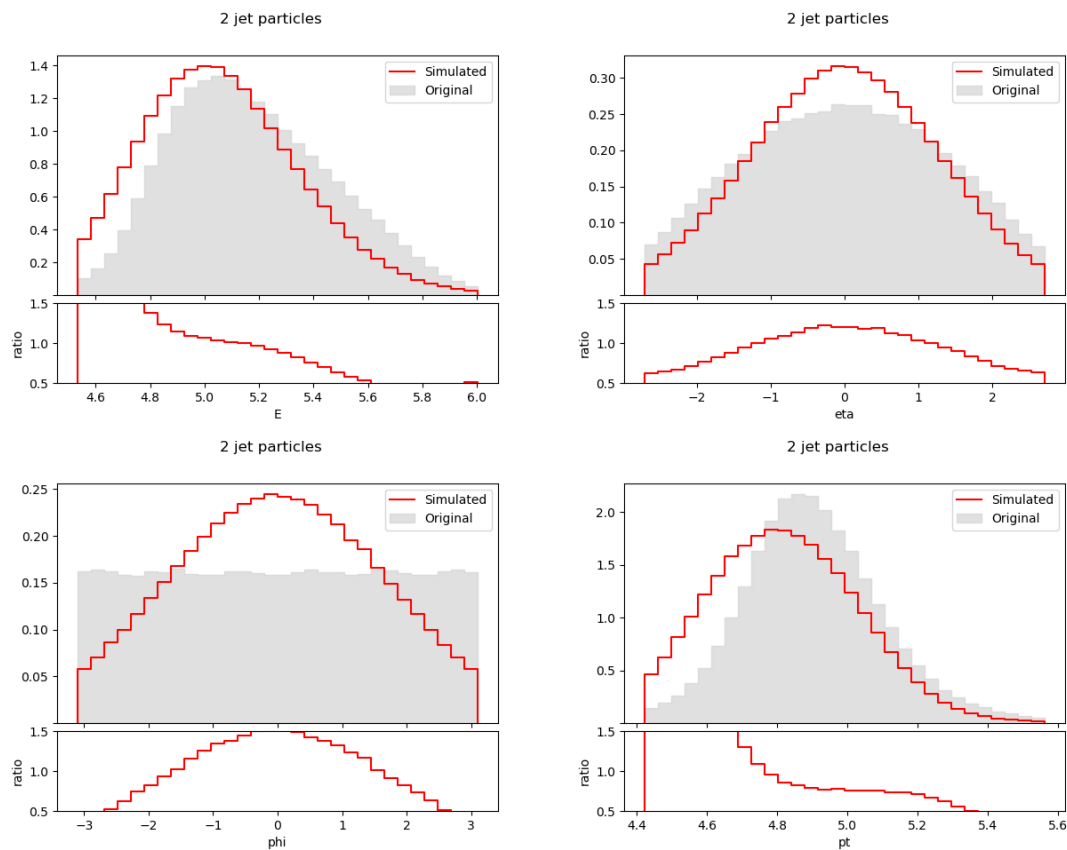 2 jet particles
1.4
1.2
1.0
0.8
0.6
0.4
0.2
Simulated
Original
1.5
1.0
0.5
ratio
4.6 4.8 5.0 5.2 5.4 5.6 5.8 6.0
E
2 jet particles
0.30
0.25
0.20
0.15
0.10
0.05
Simulated
Original
1.5
1.0
0.5
ratio
−2 −1 0 1 2
eta
2 jet particles
0.25
0.20
0.15
0.10
0.05
Simulated
Original
1.5
1.0
0.5
ratio
−3 −2 −1 0 1 2 3
phi
2 jet particles
2.0
1.5
1.0
0.5
Simulated
Original
1.5
1.0
0.5
ratio
4.4 4.6 4.8 5.0 5.2 5.4 5.6
pt